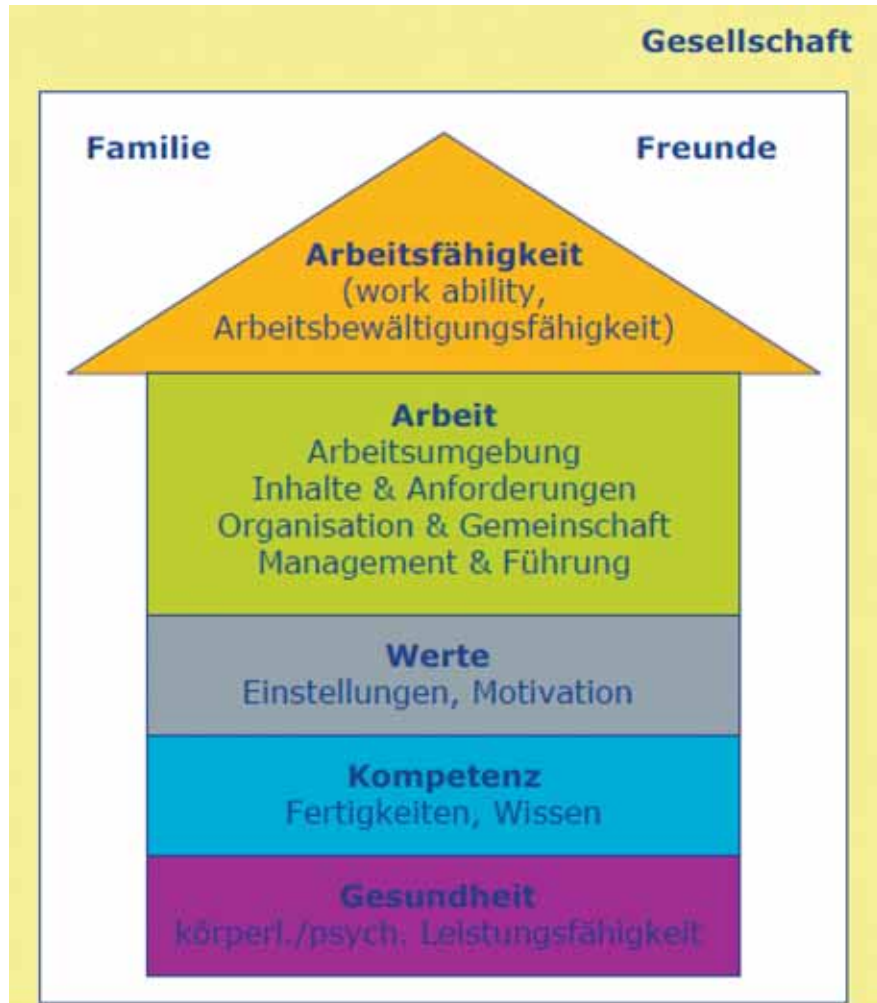 Gesellschaft
Familie
Freunde
Arbeitsfähigkeit
(work ability,
Arbeitsbewältigungsfähigkeit)
Arbeit
Arbeitsumgebung
Inhalte & Anforderungen
Organisation & Gemeinschaft
Management & Führung
Werte
Einstellungen, Motivation
Kompetenz
Fertigkeiten, Wissen
Gesundheit
körperl./psych. Leistungsfähigkeit